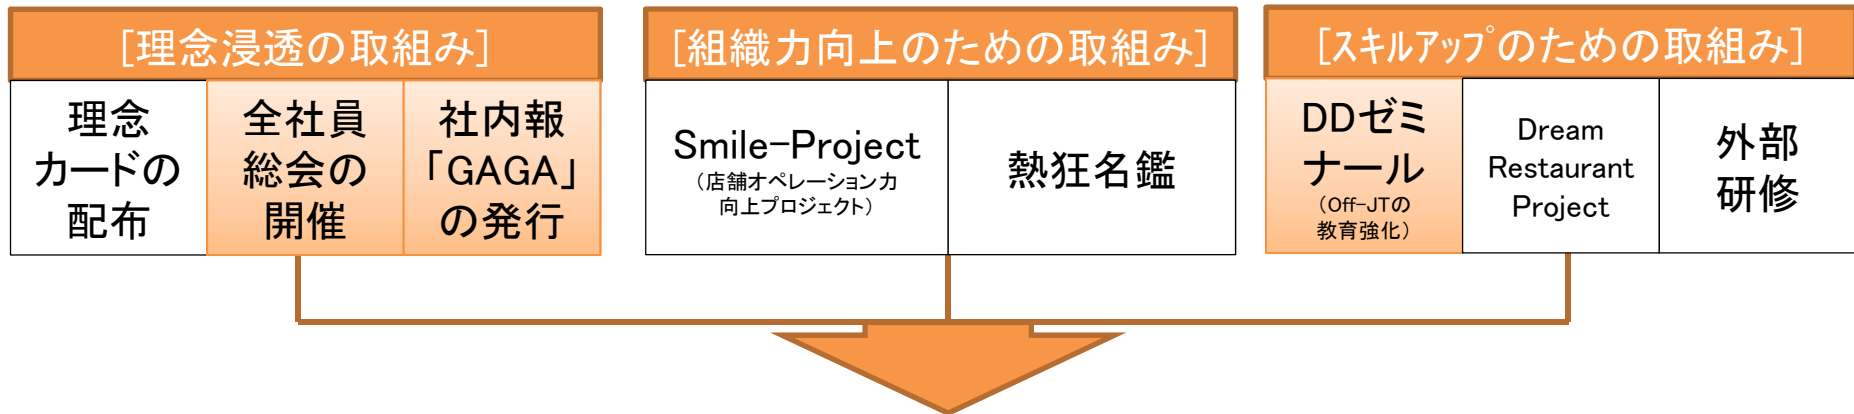 [理念浸透の取組み]
理念
カードの
配布
全社員
総会の
開催
社内報
「GAGA」
の発行
[組織力向上のための取組み]
Smile-Project
（店舗オペレーション力
向上プロジェクト）
熱狂名鑑
[ｽｷﾙｱｯﾌﾟのための取組み]
DDゼミ
ナール
（Off-JTの
教育強化）
Dream
Restaurant
Project
外部
研修